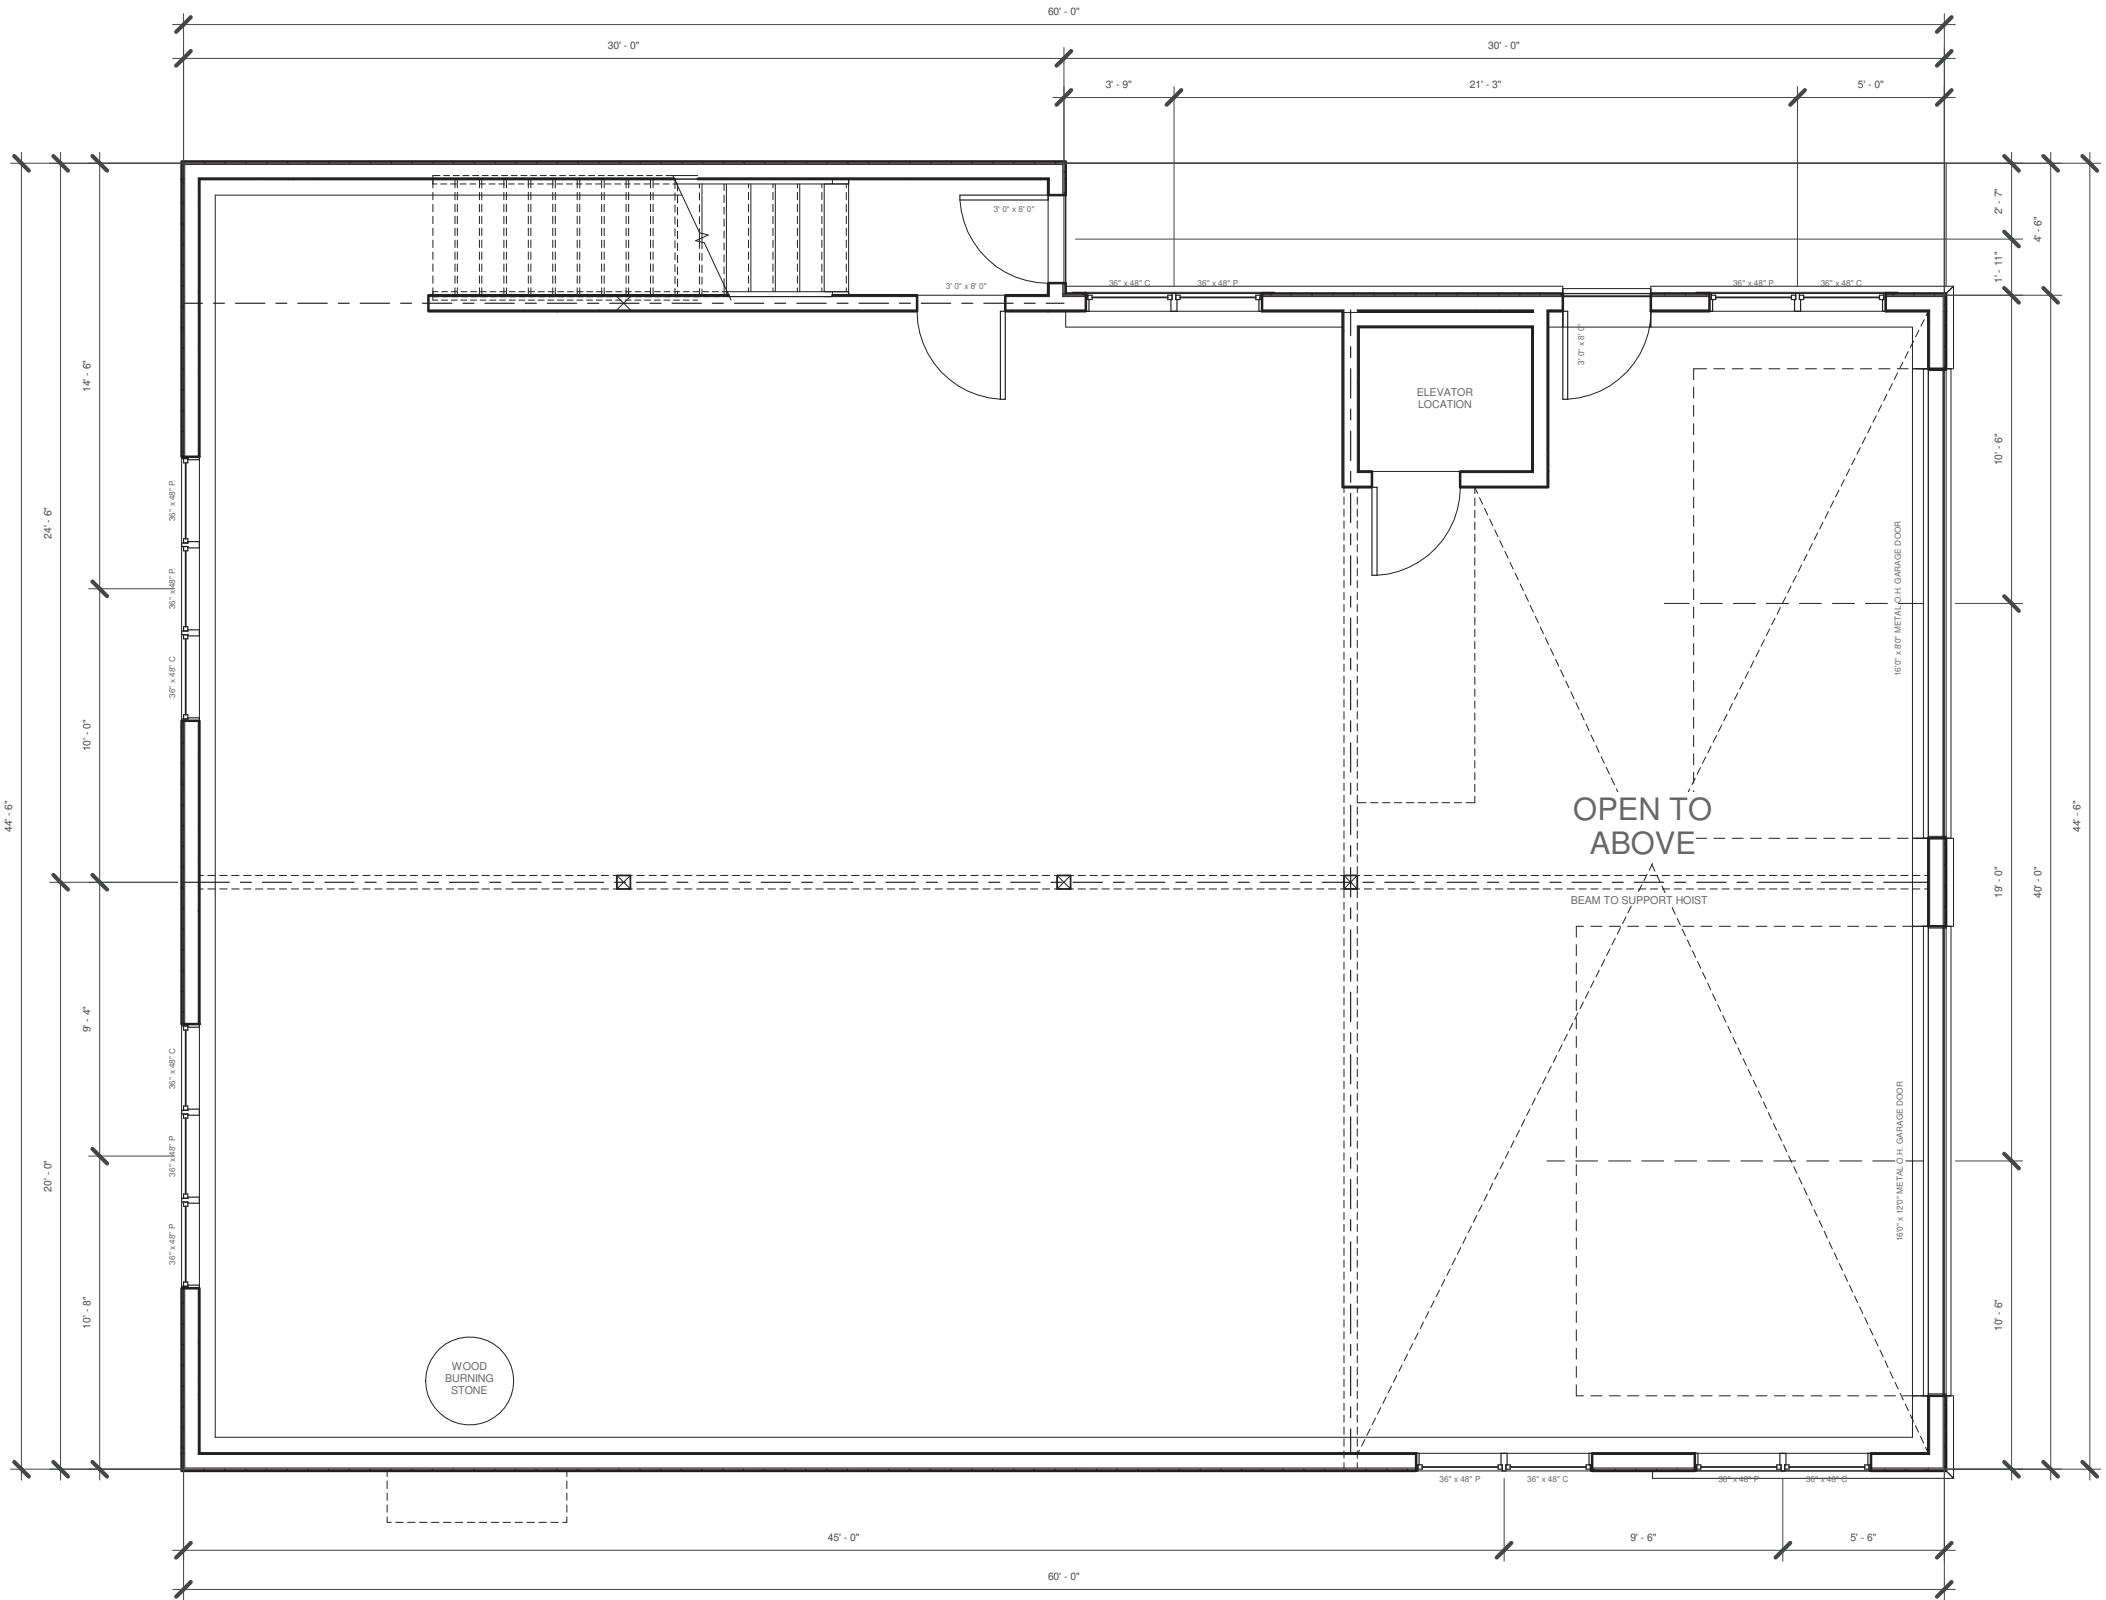 60' - 0"
30' - 0"
30' - 0"
3' - 9"
21' - 3"
5' - 0"
2' - 7"
4' - 6"
1' - 11"
3' 0" x 8' 0"
3' 0" x 8' 0"
36" x 48" C
36" x 48" P
36" x 48" P
36" x 48" C
3' 0" x 8' 0"
14' - 6"
ELEVATOR
LOCATION
10' - 6"
24' - 6"
36" x 48" P
36" x 48" P
36" x 48" C
16'0" x 8'0" METAL O.H. GARAGE DOOR
10' - 0"
44' - 6"
OPEN TO
ABOVE
44' - 6"
BEAM TO SUPPORT HOIST
19' - 0"
40' - 0"
9' - 4"
36" x 48" C
36" x 48" P
36" x 48" P
20' - 0"
16'0" x 12'0" METAL O.H. GARAGE DOOR
10' - 8"
10' - 6"
WOOD
BURNING
STONE
36" x 48" P
36" x 48" C
36" x 48" P
36" x 48" C
45' - 0"
9' - 6"
5' - 6"
60' - 0"